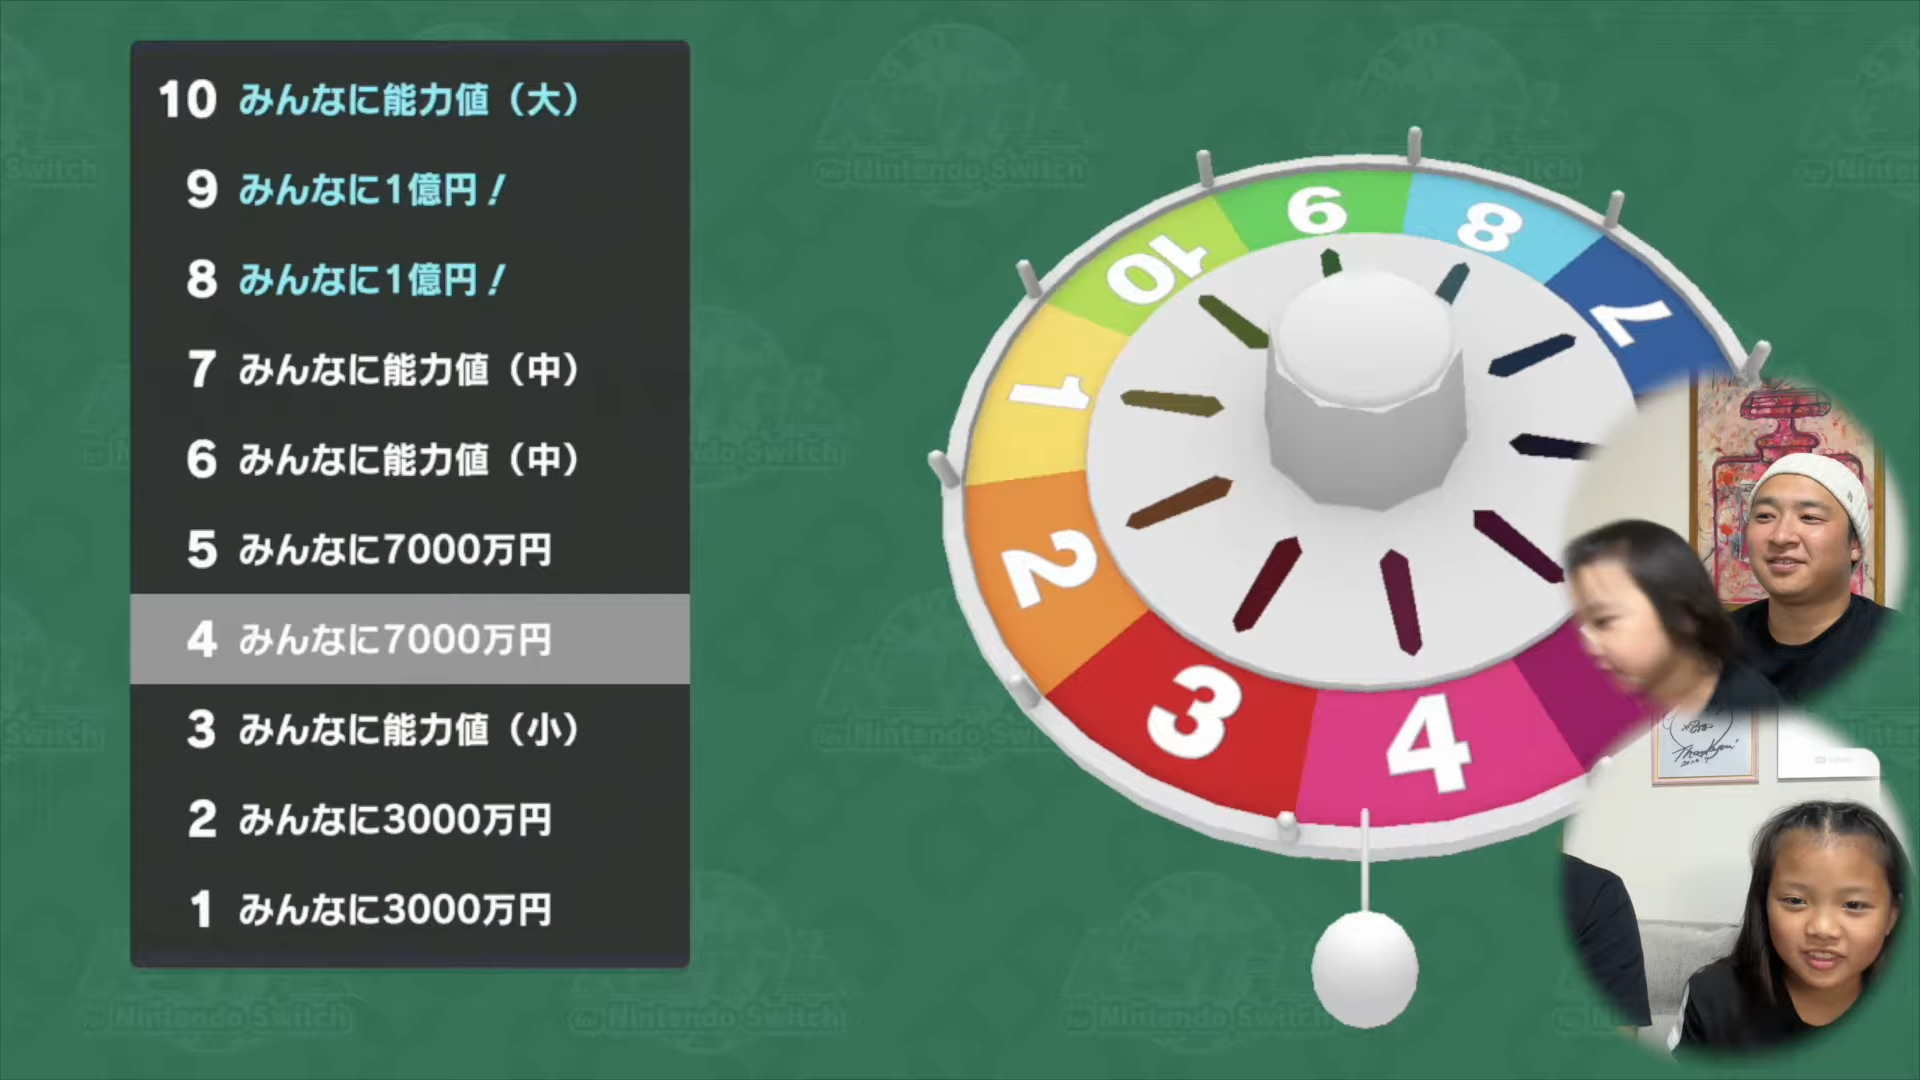 10 みんなに能力値（大）
9 みんなに1億円！
8 みんなに1億円！
7 みんなに能力値（中）
6 みんなに能力値（中）
5 みんなに7000万円
4 みんなに7000万円
3 みんなに能力値（小）
2 みんなに3000万円
1 みんなに3000万円
9
8
10
7
1
2
3
4
for Nintendo Switch